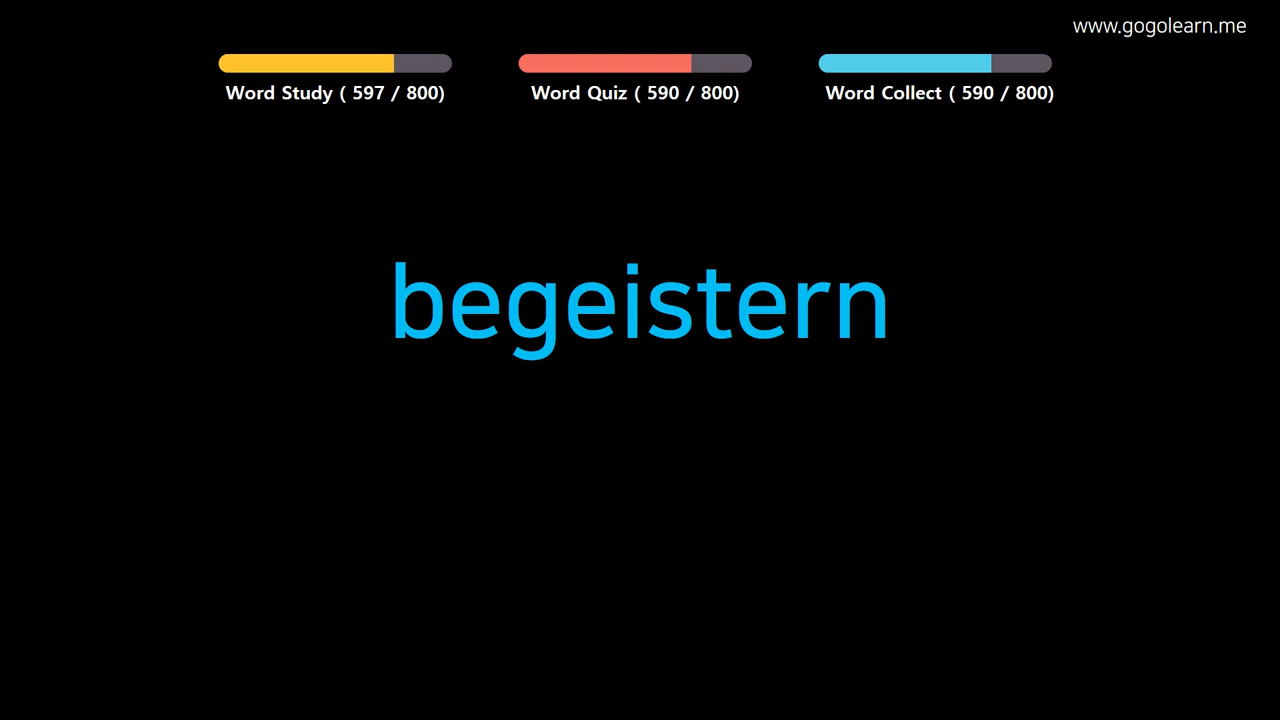 www.gogolearn.me
Word Study ( 597 / 800)
Word Quiz ( 590 / 800)
Word Collect ( 590 / 800)
begeistern